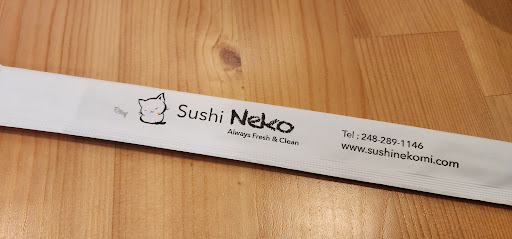 Sushi Neko
Always Fresh & Clean
Tel : 248-289-1146
www.sushinekomi.com